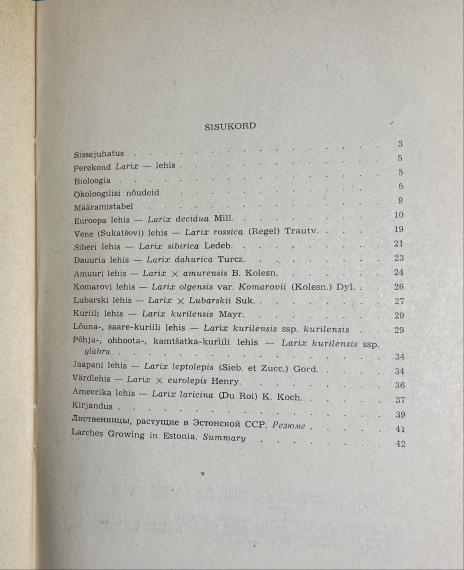 SISUKORD
Sissejuhatus . . . . . . . . . . . . 3
Perekond Larix — lehis . . . . . . . . . . 5
Bioloogia . . . . . . . . . . . . 5
Ökoloogilisi nõudeid . . . . . . . . . . 6
Määramistabel . . . . . . . . . . . 9
Euroopa lehis — Larix decidua Mill. . . . . . . . 10
Vene (Sukatšovi) lehis — Larix rossica (Regel) Trautv. . . . 19
Siberi lehis — Larix sibirica Ledeb. . . . . . . . 21
Dauuria lehis — Larix dahurica Turcz. . . . . . . 23
Amuuri lehis — Larix × amurensis B. Kolesn. . . . . . 24
Komarovi lehis — Larix olgensis var. Komarovii (Kolesn.) Dyl. . . 26
Lubarski lehis — Larix × Lubarskii Suk. . . . . . . 27
Kuriili lehis — Larix kurilensis Mayr. . . . . . . 29
Lõuna-, saare-kuriili lehis — Larix kurilensis ssp. kurilensis . . 29
Põhja-, ohhoota-, kamtšatka-kuriili lehis — Larix kurilensis ssp.
glabra . . . . . . . . . . . . 34
Jaapani lehis — Larix leptolepis (Sieb. et Zucc.) Gord. . . . 34
Värdlehis — Larix × eurolepis Henry. . . . . . . 36
Ameerika lehis — Larix laricina (Du Roi) K. Koch. . . . . 37
Kirjandus . . . . . . . . . . . . 39
Лиственницы, растущие в Эстонской ССР. Резюме . . . . 41
Larches Growing in Estonia. Summary . . . . . . 42